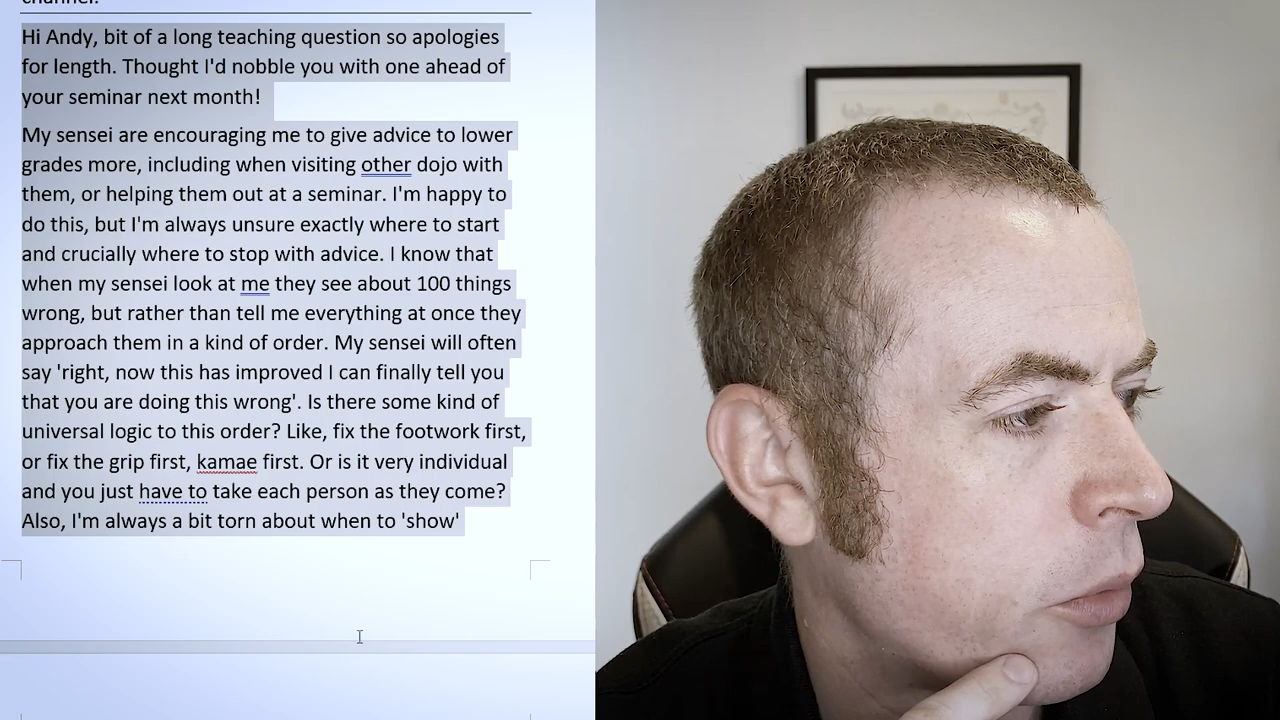 channel.
Hi Andy, bit of a long teaching question so apologies
for length. Thought I'd nobble you with one ahead of
your seminar next month!
My sensei are encouraging me to give advice to lower
grades more, including when visiting other dojo with
them, or helping them out at a seminar. I'm happy to
do this, but I'm always unsure exactly where to start
and crucially where to stop with advice. I know that
when my sensei look at me they see about 100 things
wrong, but rather than tell me everything at once they
approach them in a kind of order. My sensei will often
say 'right, now this has improved I can finally tell you
that you are doing this wrong'. Is there some kind of
universal logic to this order? Like, fix the footwork first,
or fix the grip first, kamae first. Or is it very individual
and you just have to take each person as they come?
Also, I'm always a bit torn about when to 'show'